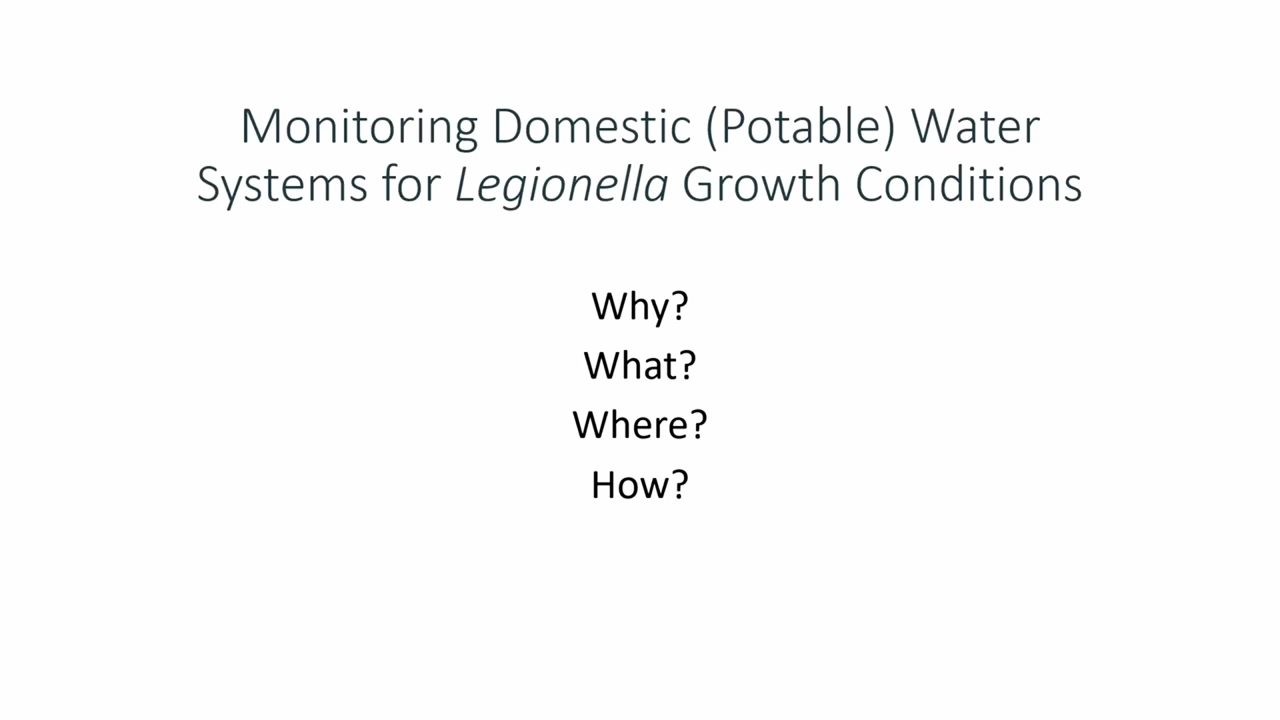 Monitoring Domestic (Potable) Water
Systems for Legionella Growth Conditions
Why?
What?
Where?
How?